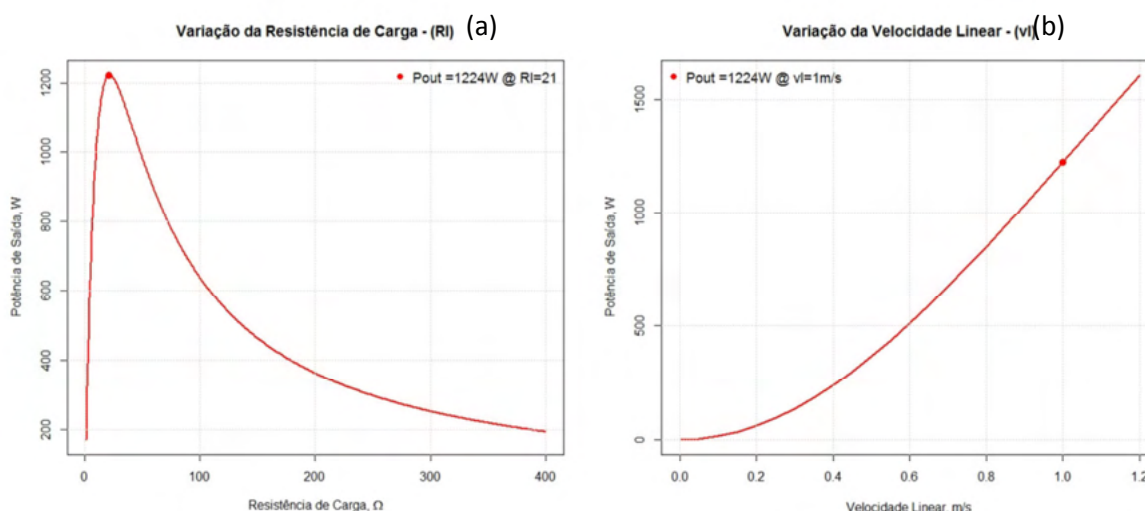 Variação da Resistência de Carga - (Rl) (a)
Pout =1224W @ Rl=21
Potência de Saída, W
1200
1000
800
600
400
200
0 100 200 300 400
Resistência de Carga, Ω
Variação da Velocidade Linear - (vl)(b)
Pout =1224W @ vl=1m/s
Potência de Saída, W
1500
1000
500
0
0.0 0.2 0.4 0.6 0.8 1.0 1.2
Velocidade Linear, m/s